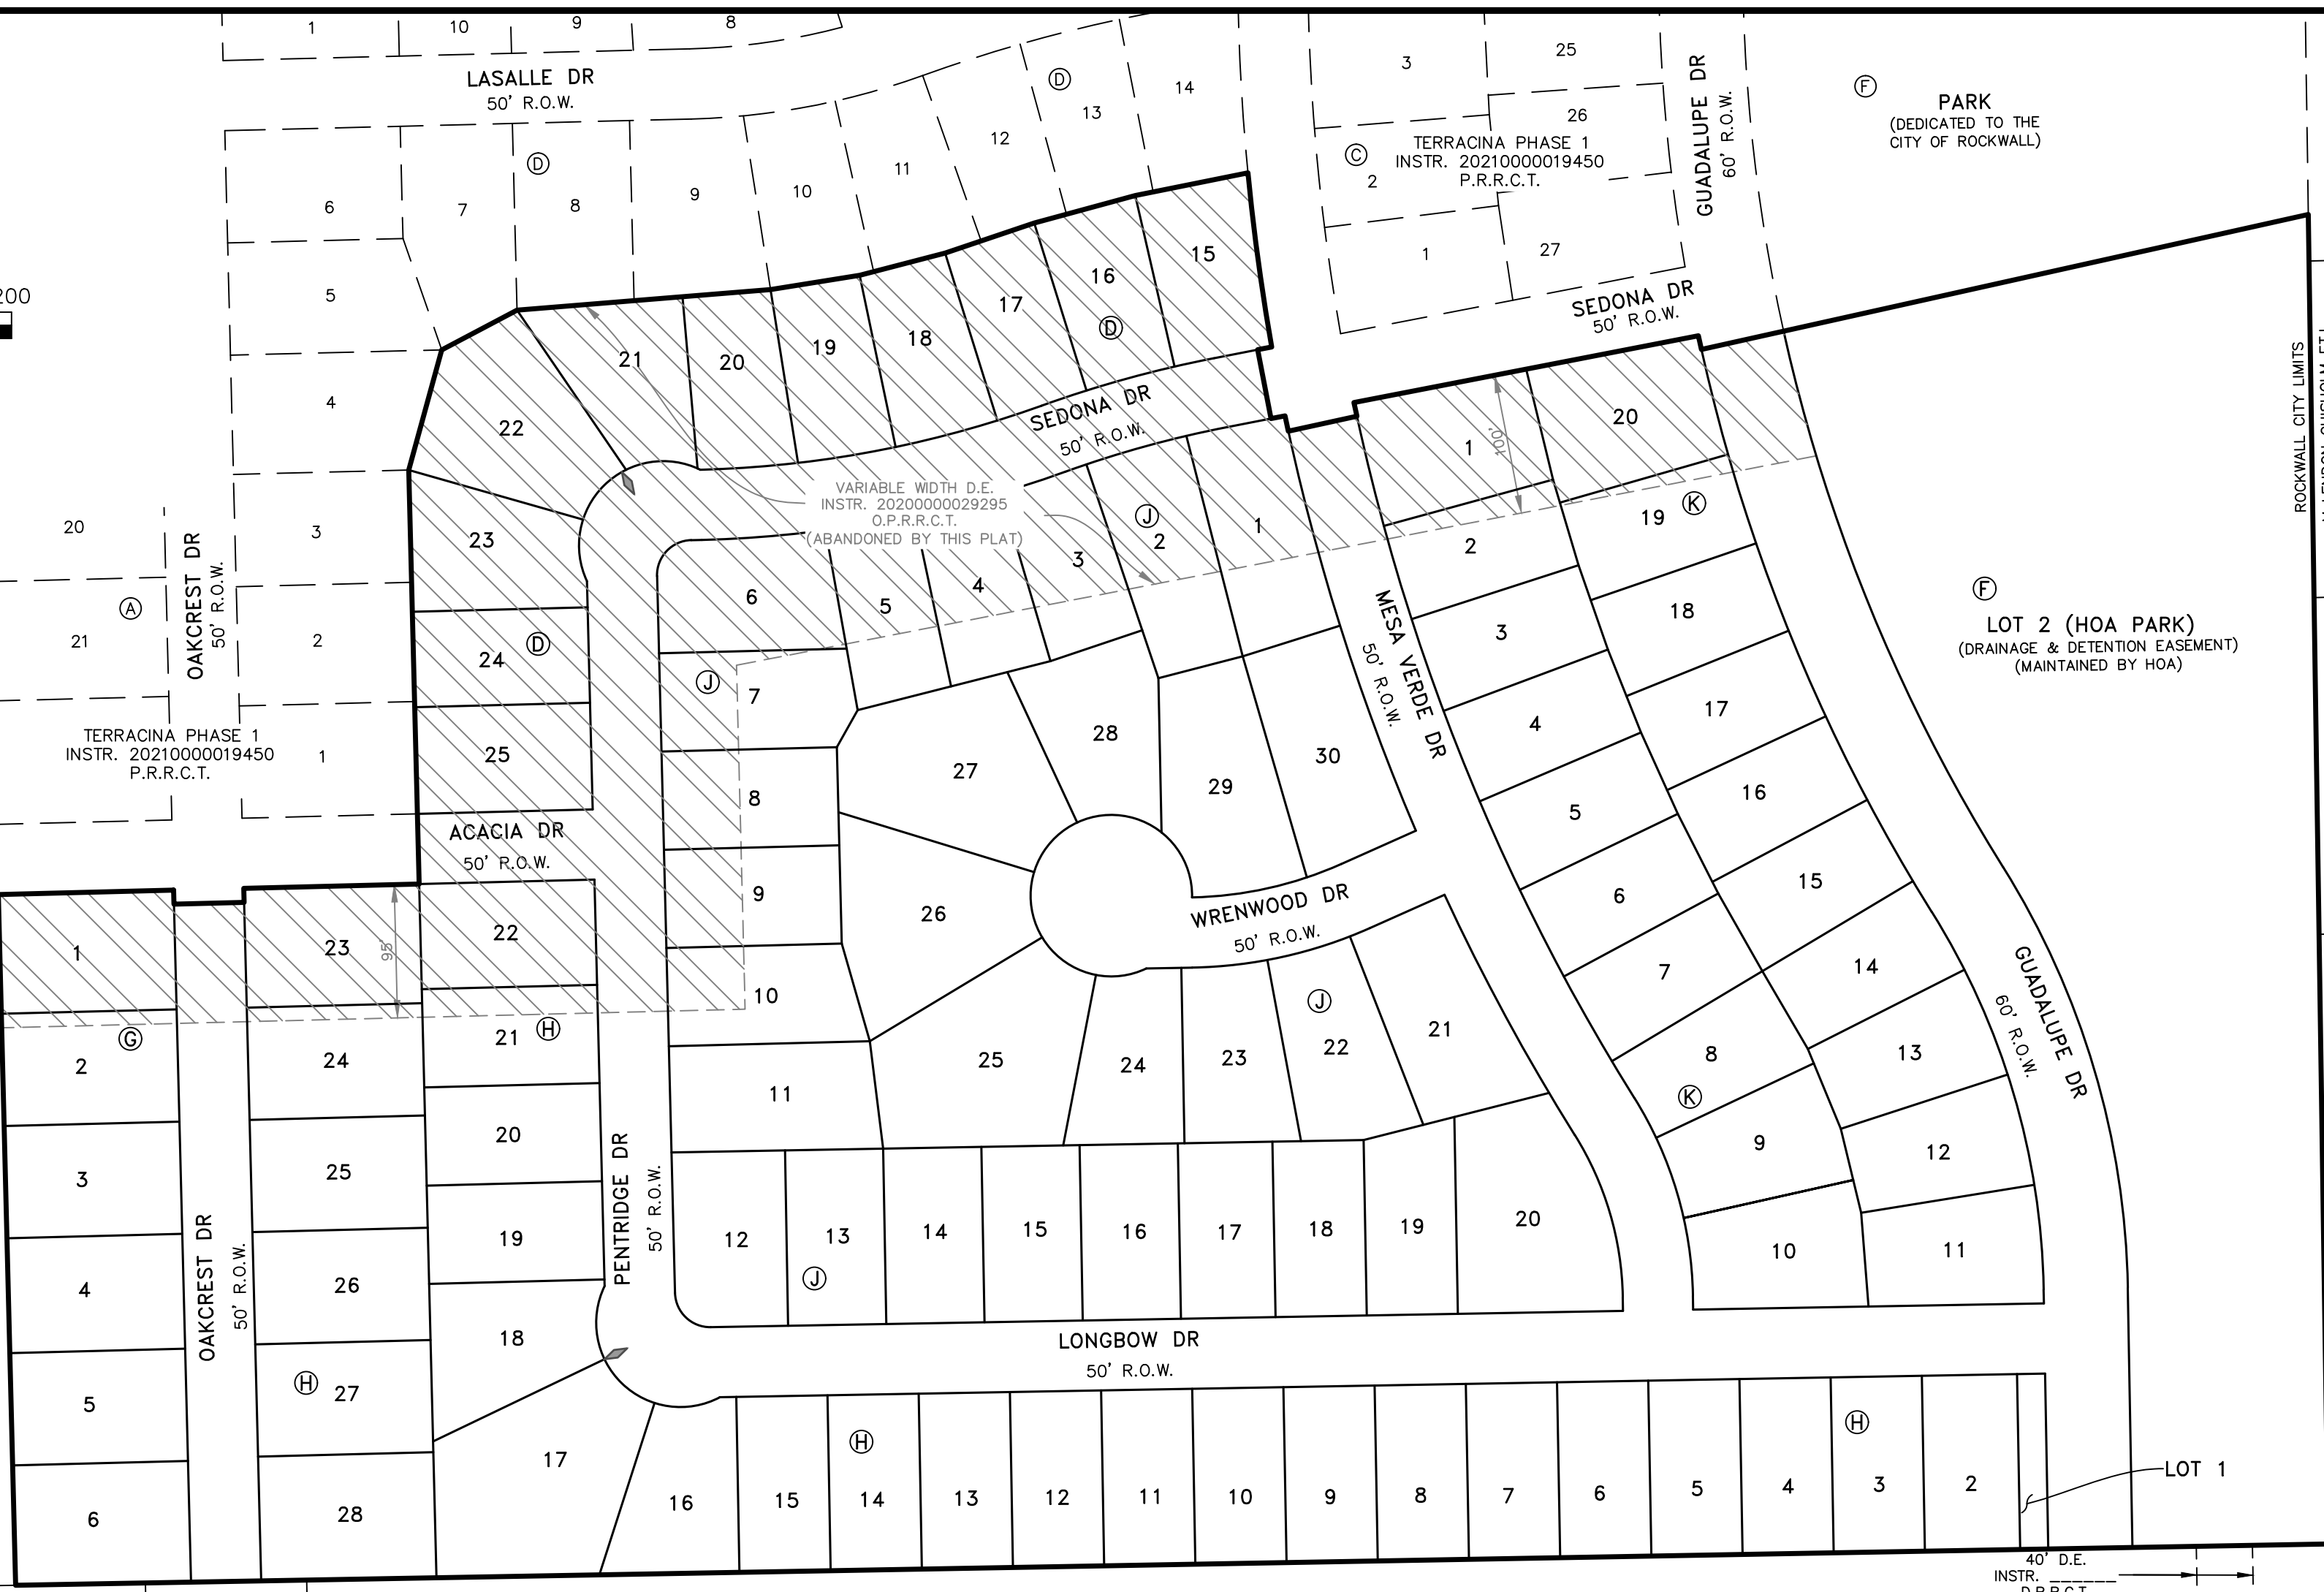 1
10
9
8
LASALLE DR
50' R.O.W.
D
13
14
12
11
10
9
8
7
6
D
5
4
3
2
1
3
25
26
C
2
TERRACINA PHASE 1
INSTR. 20210000019450
P.R.R.C.T.
1
27
GUADALUPE DR
60' R.O.W.
F
PARK
(DEDICATED TO THE
CITY OF ROCKWALL)
SEDONA DR
50' R.O.W.
ROCKWALL CITY LIMITS
200
20
A
21
OAKCREST DR
50' R.O.W.
TERRACINA PHASE 1
INSTR. 20210000019450
P.R.R.C.T.
15
16
D
17
18
19
20
21
22
23
24
D
25
SEDONA DR
50' R.O.W.
VARIABLE WIDTH D.E.
INSTR. 20200000029295
O.P.R.R.C.T.
(ABANDONED BY THIS PLAT)
ACACIA DR
50' R.O.W.
1
J
2
3
4
5
6
J
7
8
9
10
11
28
27
29
30
26
25
24
23
J
22
21
WRENWOOD DR
50' R.O.W.
MESA VERDE DR
50' R.O.W.
1
100'
20
K
19
2
18
3
17
4
16
5
15
6
14
7
13
8
K
12
9
11
10
F
LOT 2 (HOA PARK)
(DRAINAGE & DETENTION EASEMENT)
(MAINTAINED BY HOA)
GUADALUPE DR
60' R.O.W.
1
G
2
3
4
5
6
OAKCREST DR
50' R.O.W.
23
95'
22
21
H
24
20
25
19
26
18
H
27
28
17
PENTRIDGE DR
50' R.O.W.
12
13
J
14
15
16
17
18
19
20
LONGBOW DR
50' R.O.W.
16
15
H
14
13
12
11
10
9
8
7
6
5
4
H
3
2
LOT 1
40' D.E.
INSTR. ______